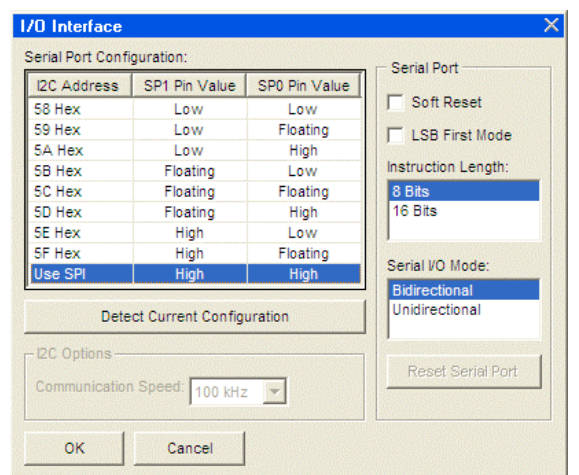 I/O Interface
Serial Port Configuration:
I2C Address SP1 Pin Value SP0 Pin Value
58 Hex Low Low
59 Hex Low Floating
5A Hex Low High
5B Hex Floating Low
5C Hex Floating Floating
5D Hex Floating High
5E Hex High Low
5F Hex High Floating
Use SPI High High
Detect Current Configuration
I2C Options
Communication Speed: 100 kHz
OK Cancel
Serial Port
Soft Reset
LSB First Mode
Instruction Length:
8 Bits
16 Bits
Serial I/O Mode:
Bidirectional
Unidirectional
Reset Serial Port